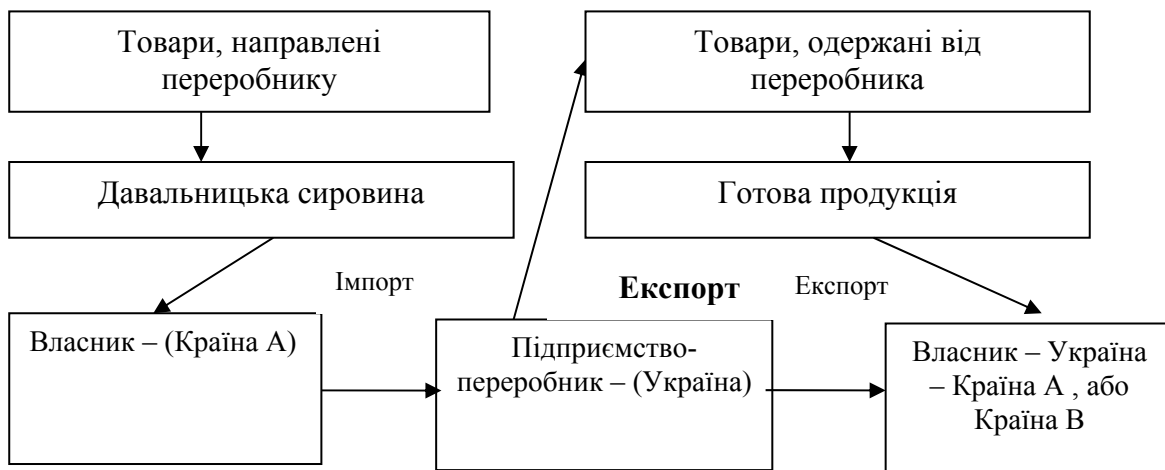 Товари, направлені
переробнику
Товари, одержані від
переробника
Давальницька сировина
Готова продукція
Імпорт
Експорт
Експорт
Власник – (Країна А)
Підприємство-
переробник – (Україна)
Власник – Україна
– Країна А , або
Країна В